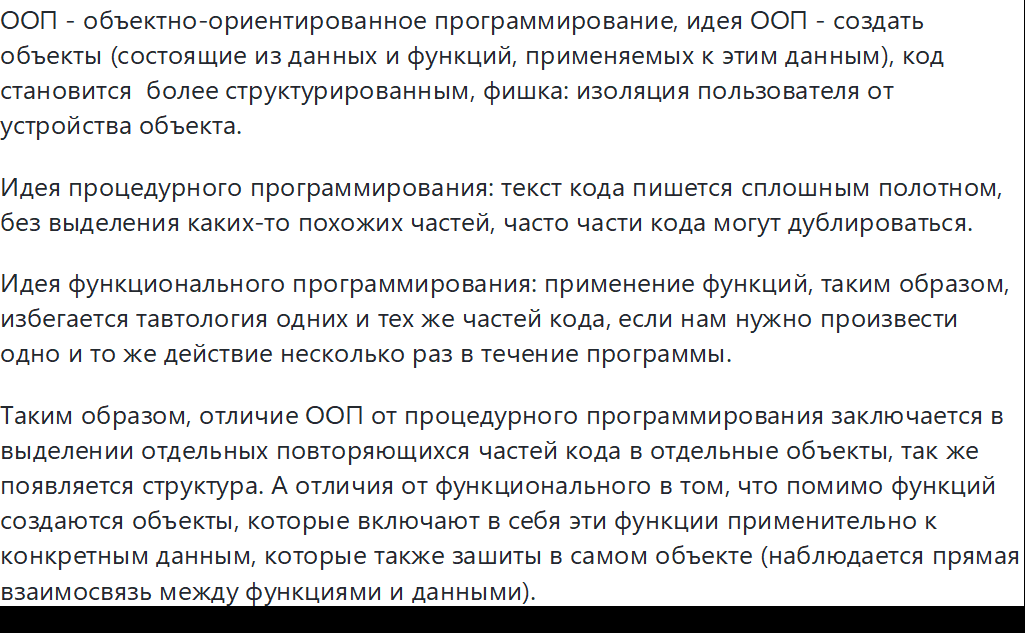 ООП - объектно-ориентированное программирование, идея ООП - создать
объекты (состоящие из данных и функций, применяемых к этим данным), код
становится  более структурированным, фишка: изоляция пользователя от
устройства объекта.
Идея процедурного программирования: текст кода пишется сплошным полотном,
без выделения каких-то похожих частей, часто части кода могут дублироваться.
Идея функционального программирования: применение функций, таким образом,
избегается тавтология одних и тех же частей кода, если нам нужно произвести
одно и то же действие несколько раз в течение программы.
Таким образом, отличие ООП от процедурного программирования заключается в
выделении отдельных повторяющихся частей кода в отдельные объекты, так же
появляется структура. А отличия от функционального в том, что помимо функций
создаются объекты, которые включают в себя эти функции применительно к
конкретным данным, которые также зашиты в самом объекте (наблюдается прямая
взаимосвязь между функциями и данными).